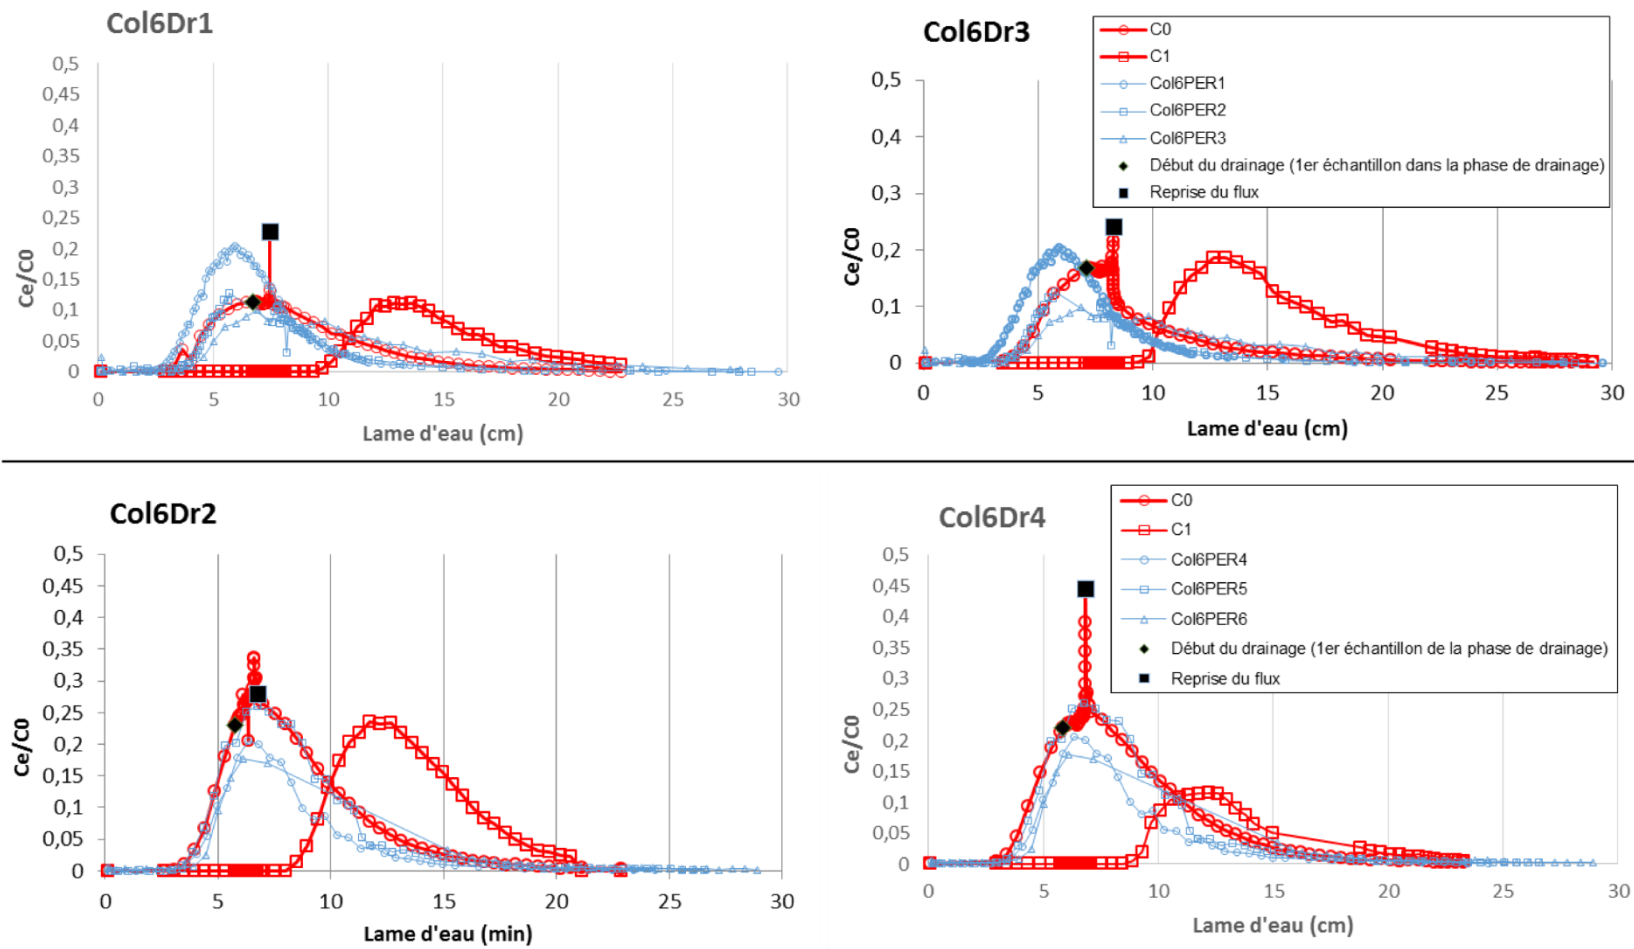 Col6Dr1
0,5
0,45
0,4
0,35
0,3
0,25
0,2
0,15
0,1
0,05
0
Ce/C0
0 5 10 15 20 25 30
Lame d'eau (cm)
Col6Dr3
C0
C1
Col6PER1
Col6PER2
Col6PER3
Début du drainage (1er échantillon dans la phase de drainage)
Reprise du flux
0,5
0,4
0,3
0,2
0,1
0
Ce/C0
0 5 10 15 20 25 30
Lame d'eau (cm)
Col6Dr2
0,5
0,45
0,4
0,35
0,3
0,25
0,2
0,15
0,1
0,05
0
Ce/C0
0 5 10 15 20 25 30
Lame d'eau (min)
Col6Dr4
C0
C1
Col6PER4
Col6PER5
Col6PER6
Début du drainage (1er échantillon de la phase de drainage)
Reprise du flux
0,5
0,45
0,4
0,35
0,3
0,25
0,2
0,15
0,1
0,05
0
Ce/C0
0 5 10 15 20 25 30
Lame d'eau (cm)